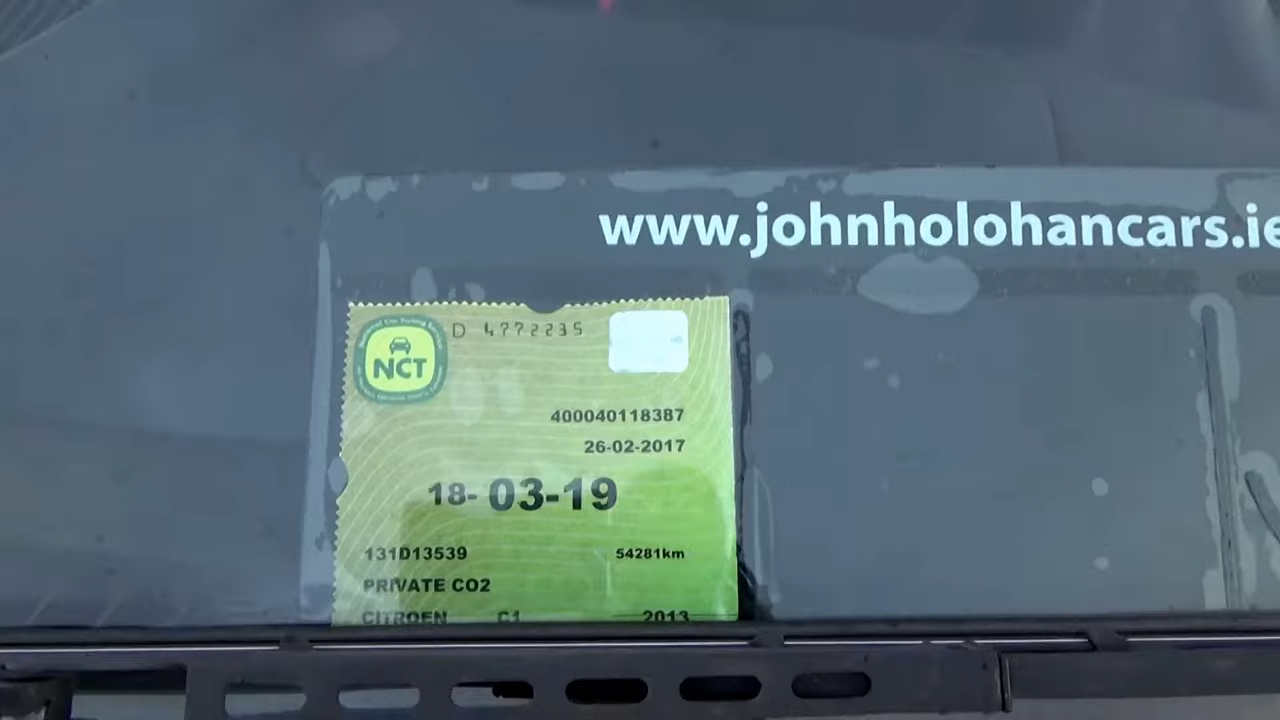 www.johnholohancars.ie
D 4772235
NCT
400040118387
26-02-2017
18-03-19
131D13539 54281km
PRIVATE CO2
CITROEN C1 2013